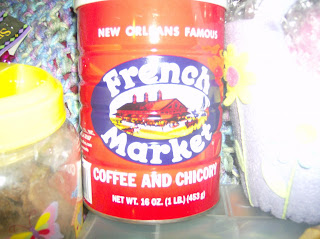 NEW ORLEANS FAMOUS
French
Market
COFFEE AND CHICORY
NET WT. 16 OZ. (1 LB.) (453 g)